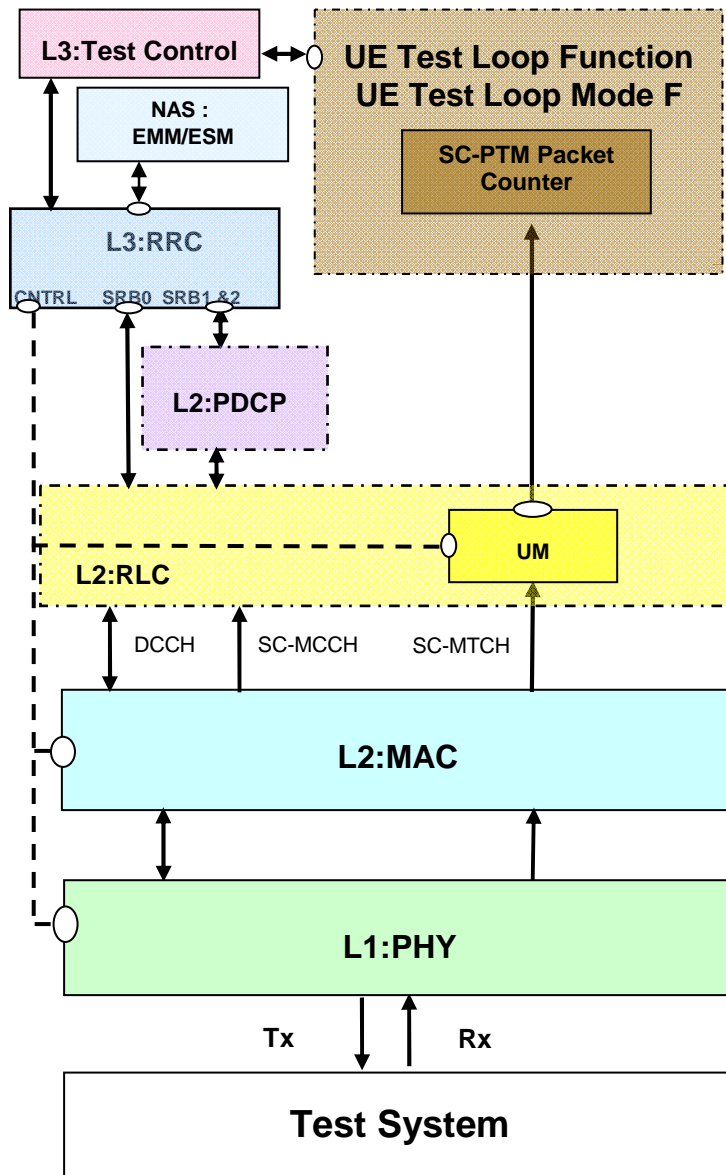 L3:Test Control
UE Test Loop Function
UE Test Loop Mode F
NAS :
EMM/ESM
SC-PTM Packet
Counter
L3:RRC
CNTRL SRB0 SRB1 &2
L2:PDCP
UM
L2:RLC
DCCH SC-MCCH SC-MTCH
L2:MAC
L1:PHY
Tx Rx
Test System